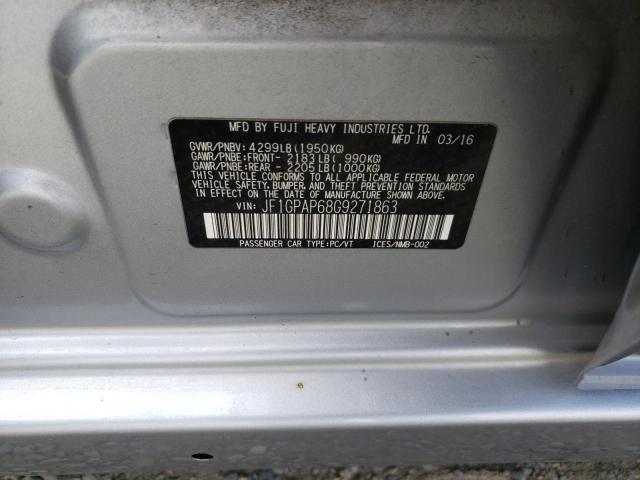 MFD BY FUJI HEAVY INDUSTRIES LTD.
MFD IN 03/16
GVWR/PNBV: 4299LB(1950KG)
GAWR/PNBE:FRONT- 2183LB( 990KG)
GAWR/PNBE:REAR - 2205LB(1000KG)
THIS VEHICLE CONFORMS TO ALL APPLICABLE FEDERAL MOTOR
VEHICLE SAFETY,BUMPER, AND THEFT PREVENTION STANDARDS
IN EFFECT ON THE DATE OF MANUFACTURE SHOWN ABOVE.
VIN: JF1GPAP68G9271863
PASSENGER CAR TYPE:PC/VT ICES/NMB-002